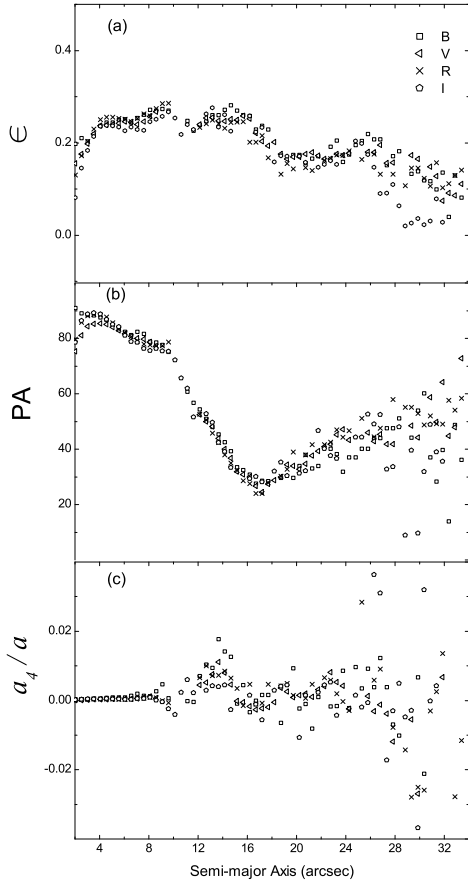 (a)
B
V
R
I
0.4
0.2
0.0
∈
(b)
80
60
40
20
PA
(c)
0.02
0.00
-0.02
a₄/a
4 8 12 16 20 24 28 32
Semi-major Axis (arcsec)